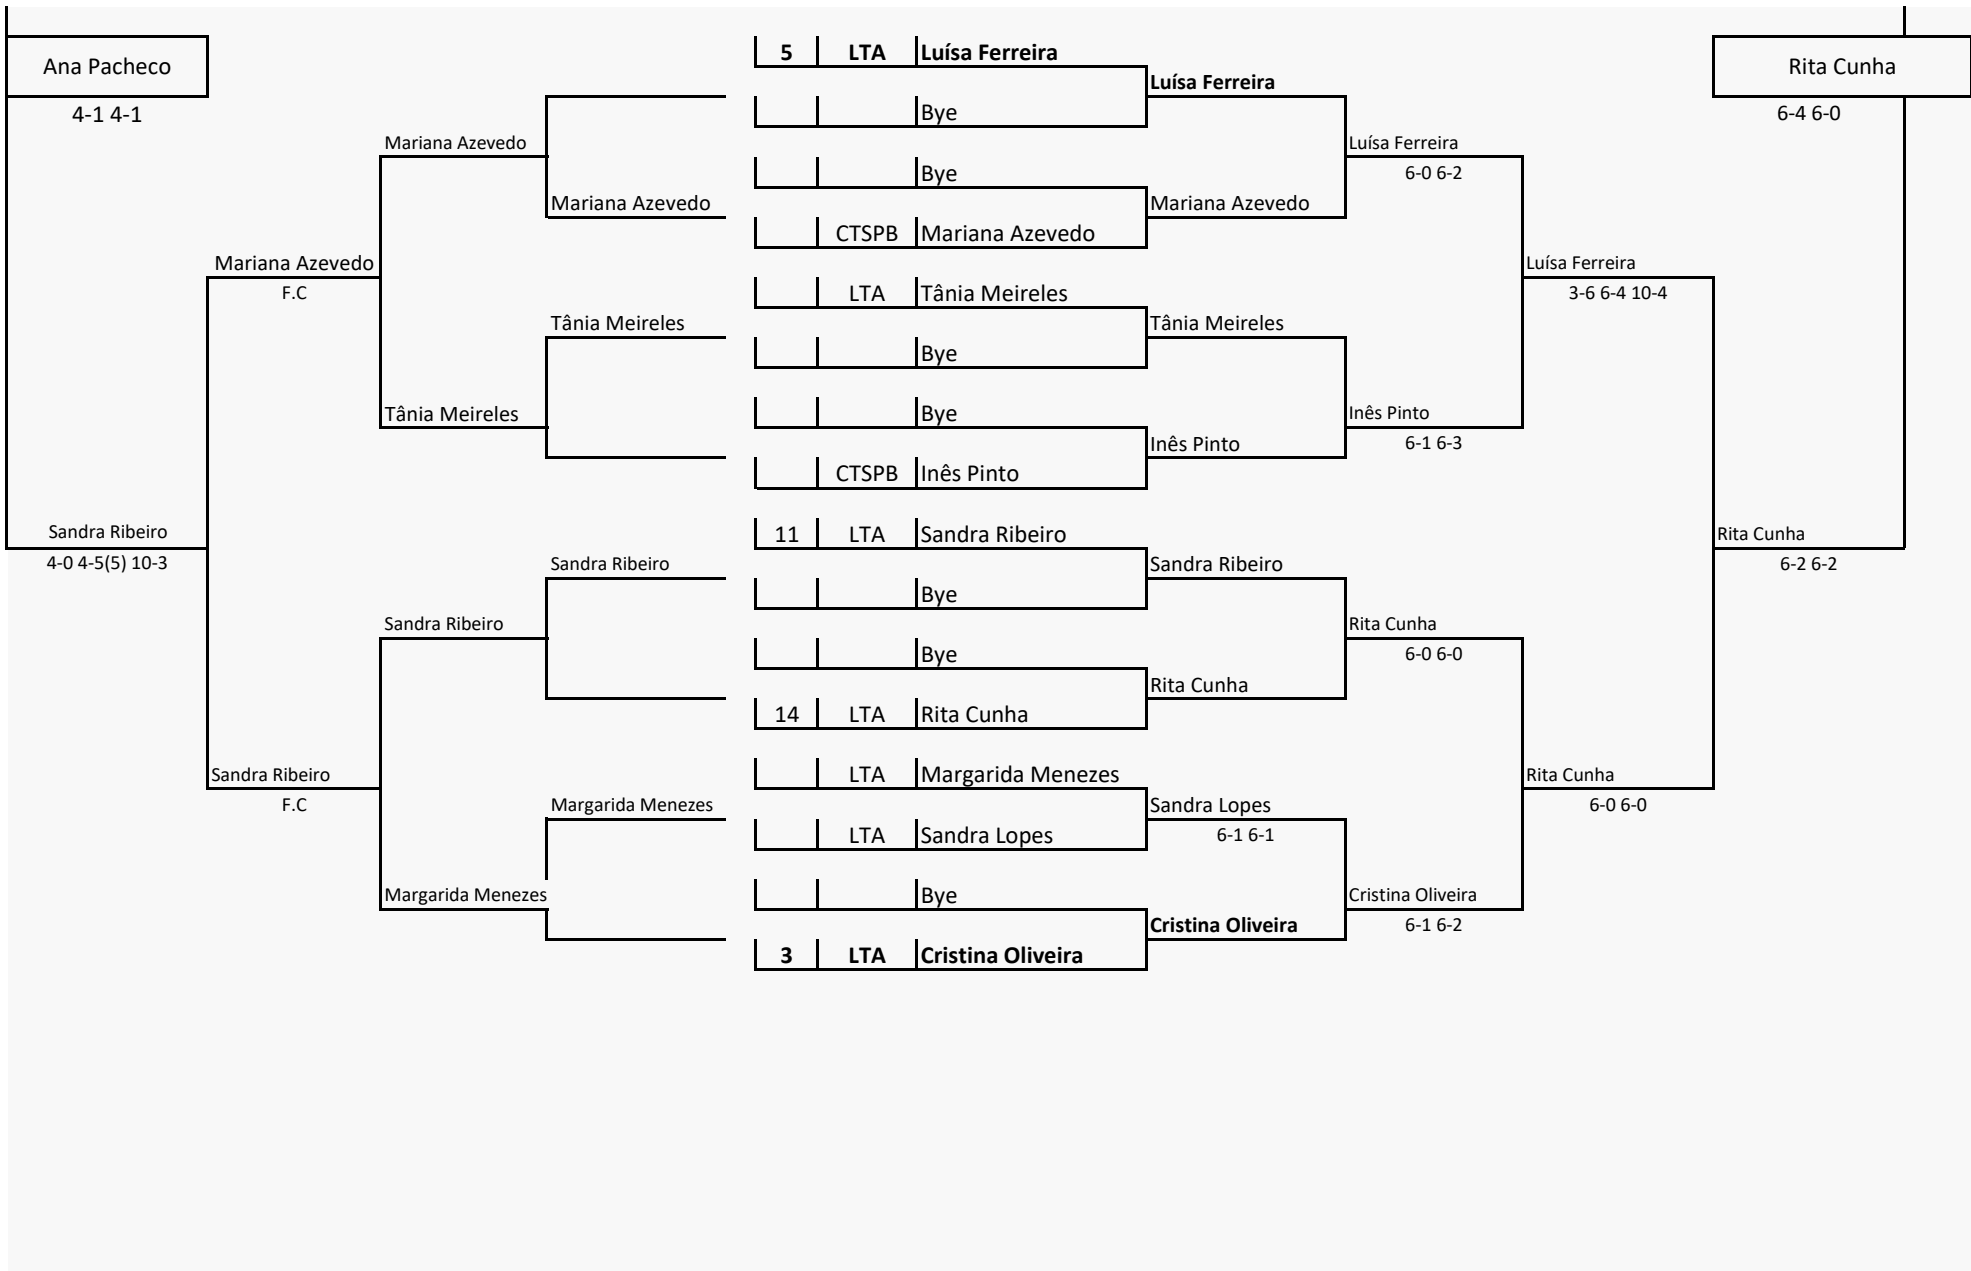 5 LTA Luísa Ferreira
Ana Pacheco
Rita Cunha
Luísa Ferreira
4-1 4-1
Bye
6-4 6-0
Mariana Azevedo
Luísa Ferreira
Bye
6-0 6-2
Mariana Azevedo
Mariana Azevedo
CTSPB Mariana Azevedo
Mariana Azevedo
Luísa Ferreira
F.C
LTA Tânia Meireles
3-6 6-4 10-4
Tânia Meireles
Tânia Meireles
Bye
Tânia Meireles
Bye
Inês Pinto
Inês Pinto
6-1 6-3
CTSPB Inês Pinto
Sandra Ribeiro
11 LTA Sandra Ribeiro
Rita Cunha
4-0 4-5(5) 10-3
Sandra Ribeiro
Sandra Ribeiro
6-2 6-2
Bye
Sandra Ribeiro
Rita Cunha
Bye
6-0 6-0
Rita Cunha
14 LTA Rita Cunha
Sandra Ribeiro
LTA Margarida Menezes
Rita Cunha
F.C
Margarida Menezes
Sandra Lopes
6-0 6-0
LTA Sandra Lopes
6-1 6-1
Margarida Menezes
Bye
Cristina Oliveira
Cristina Oliveira
6-1 6-2
3 LTA Cristina Oliveira